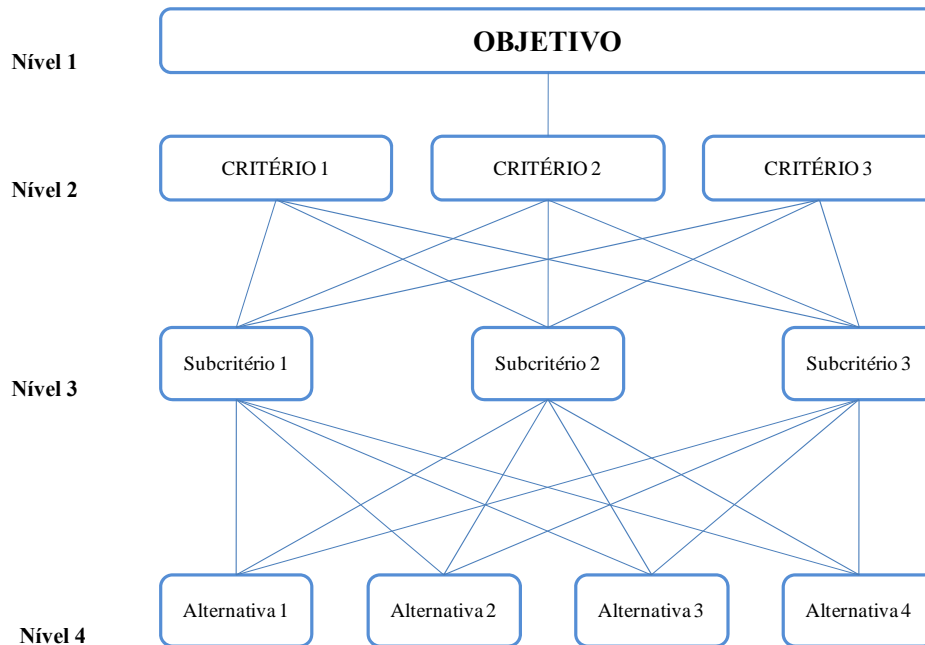 OBJETIVO
Nível 1
CRITÉRIO 1
CRITÉRIO 2
CRITÉRIO 3
Nível 2
Subcritério 1
Subcritério 2
Subcritério 3
Nível 3
Alternativa 1
Alternativa 2
Alternativa 3
Alternativa 4
Nível 4